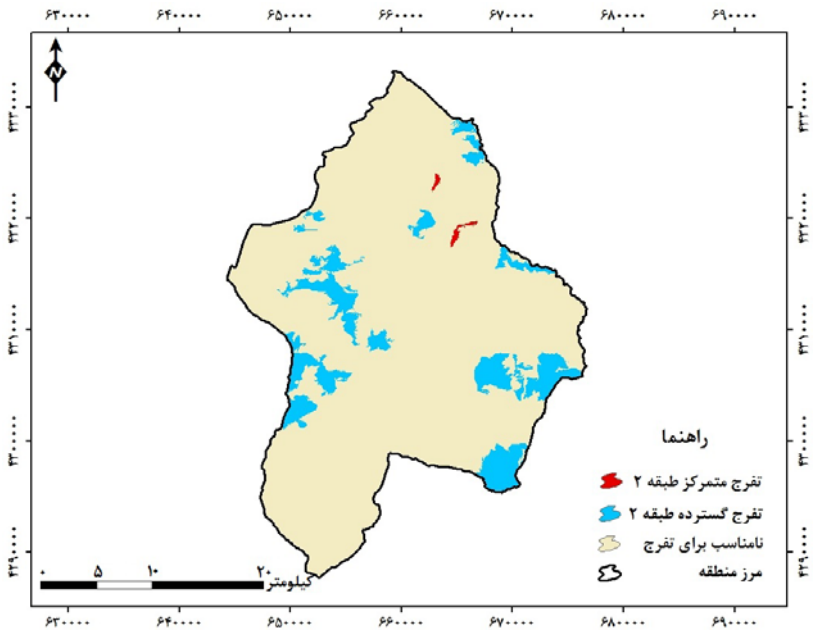 ۶۳۰۰۰۰ ۶۴۰۰۰۰ ۶۵۰۰۰۰ ۶۶۰۰۰۰ ۶۷۰۰۰۰ ۶۸۰۰۰۰ ۶۹۰۰۰۰
N
۴۳۳۰۰۰۰ ۴۳۳۰۰۰۰
۴۳۲۰۰۰۰ ۴۳۲۰۰۰۰
۴۳۱۰۰۰۰ ۴۳۱۰۰۰۰
۴۳۰۰۰۰۰ ۴۳۰۰۰۰۰
۴۲۹۰۰۰۰ ۴۲۹۰۰۰۰
راهنما
تفرج متمرکز طبقه ۲
تفرج گسترده طبقه ۲
نامناسب برای تفرج
مرز منطقه
۰ ۵ ۱۰ ۲۰
کیلومتر
۶۳۰۰۰۰ ۶۴۰۰۰۰ ۶۵۰۰۰۰ ۶۶۰۰۰۰ ۶۷۰۰۰۰ ۶۸۰۰۰۰ ۶۹۰۰۰۰